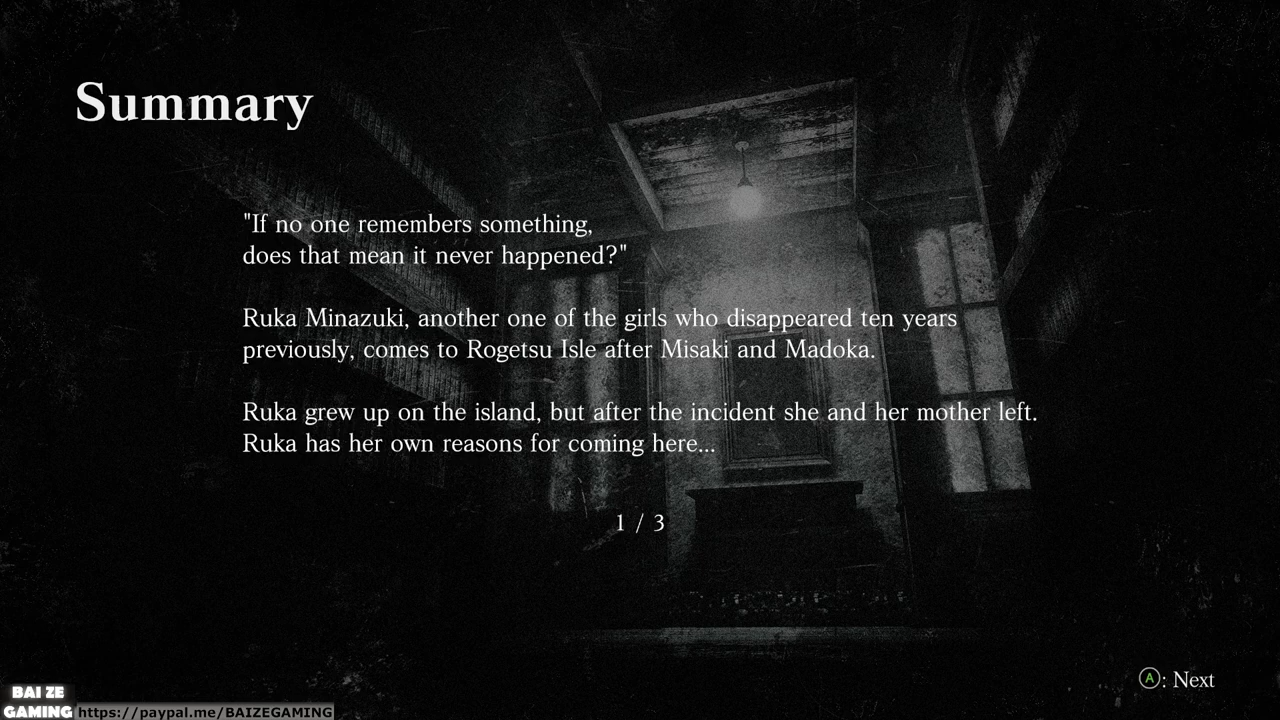 Summary
"If no one remembers something,
does that mean it never happened?"
Ruka Minazuki, another one of the girls who disappeared ten years
previously, comes to Rogetsu Isle after Misaki and Madoka.
Ruka grew up on the island, but after the incident she and her mother left.
Ruka has her own reasons for coming here...
1 / 3
A: Next
BAI ZE
GAMING https://paypal.me/BAIZEGAMING